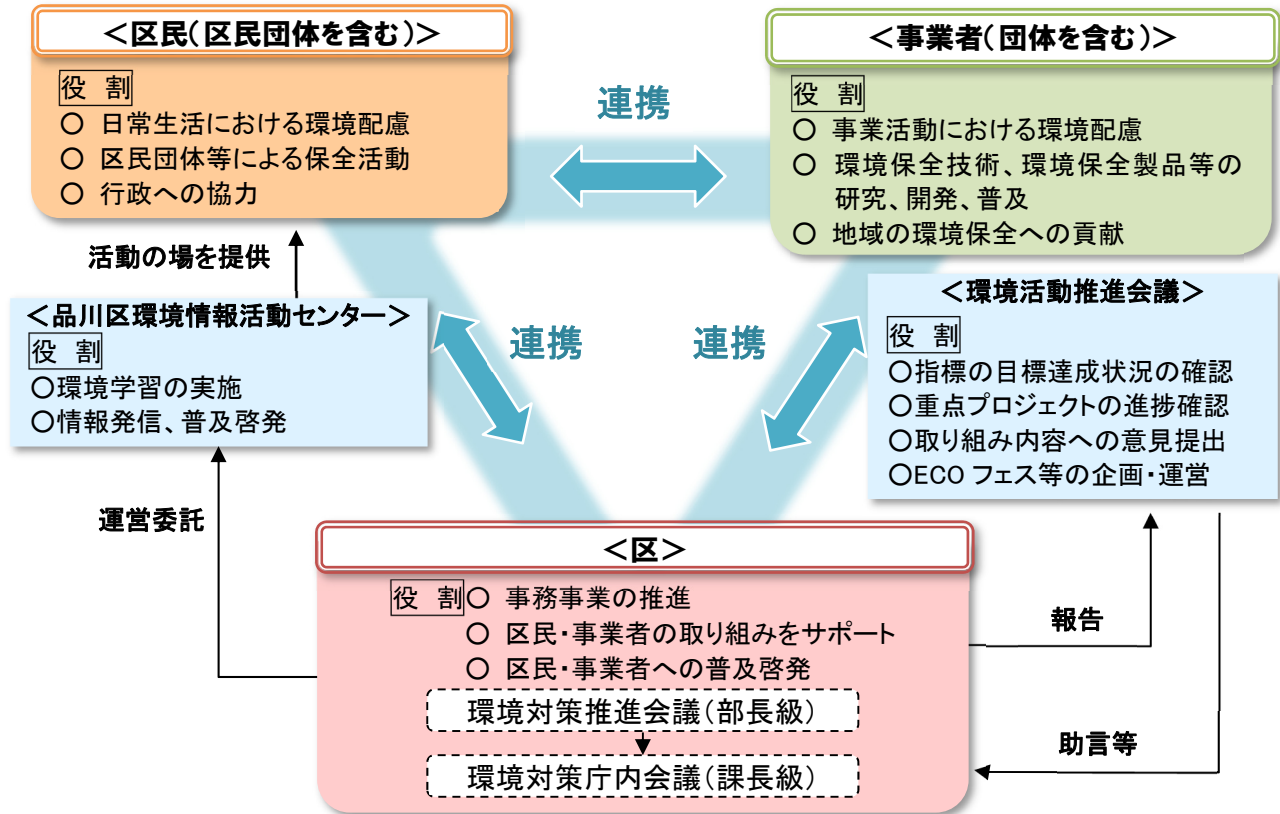 ＜区民（区民団体を含む）＞
役 割
○ 日常生活における環境配慮
○ 区民団体等による保全活動
○ 行政への協力
連携
＜事業者（団体を含む）＞
役 割
○ 事業活動における環境配慮
○ 環境保全技術、環境保全製品等の
研究、開発、普及
○ 地域の環境保全への貢献
活動の場を提供
＜品川区環境情報活動センター＞
役 割
○環境学習の実施
○情報発信、普及啓発
連携
連携
＜環境活動推進会議＞
役 割
○指標の目標達成状況の確認
○重点プロジェクトの進捗確認
○取り組み内容への意見提出
○ECO フェス等の企画・運営
運営委託
＜区＞
役 割○ 事務事業の推進
○ 区民・事業者の取り組みをサポート
○ 区民・事業者への普及啓発
環境対策推進会議（部長級）
環境対策庁内会議（課長級）
報告
助言等